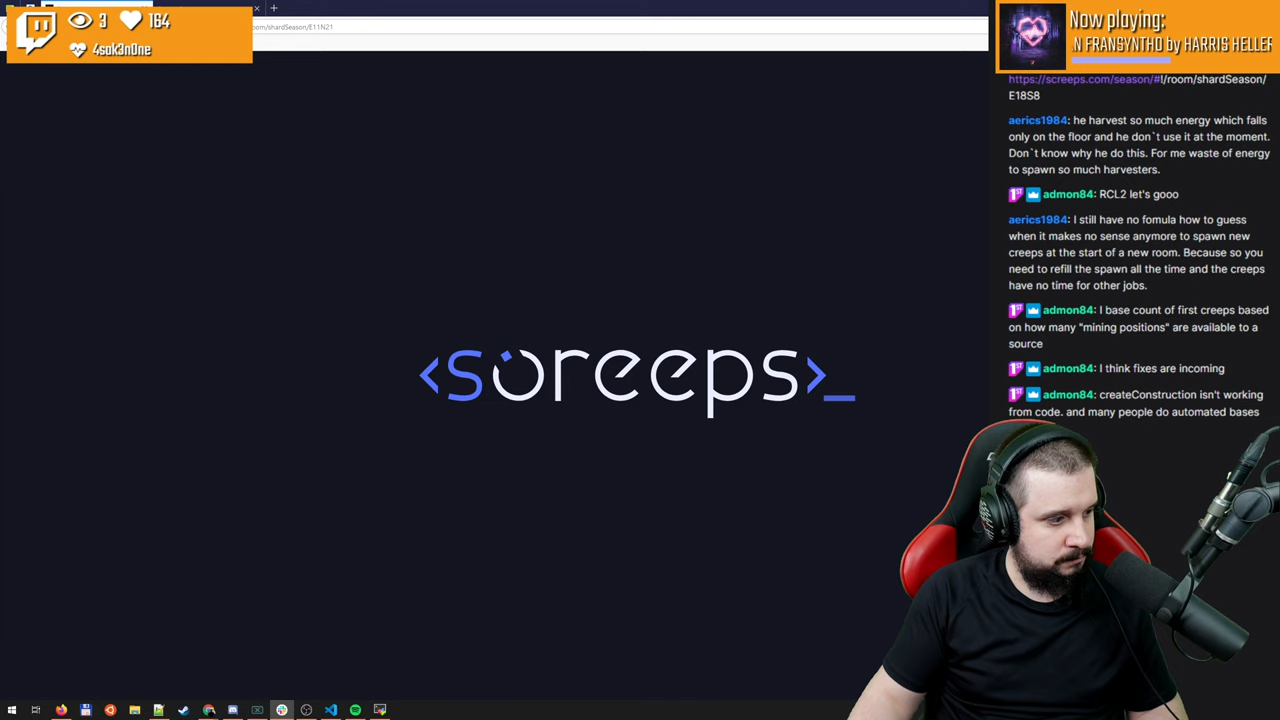 3 164
4sak3n0ne
oom/shardSeason/E11N21
Now playing:
.N FRANSYNTHO by HARRIS HELLER
https://screeps.com/season/#!/room/shardSeason/
E18S8
aerics1984: he harvest so much energy which falls
only on the floor and he don`t use it at the moment.
Don`t know why he do this. For me waste of energy
to spawn so much harvesters.
admon84: RCL2 let's gooo
aerics1984: I still have no fomula how to guess
when it makes no sense anymore to spawn new
creeps at the start of a new room. Because so you
need to refill the spawn all the time and the creeps
have no time for other jobs.
admon84: I base count of first creeps based
on how many "mining positions" are available to a
source
admon84: I think fixes are incoming
admon84: createConstruction isn't working
from code. and many people do automated bases
<screeps>_